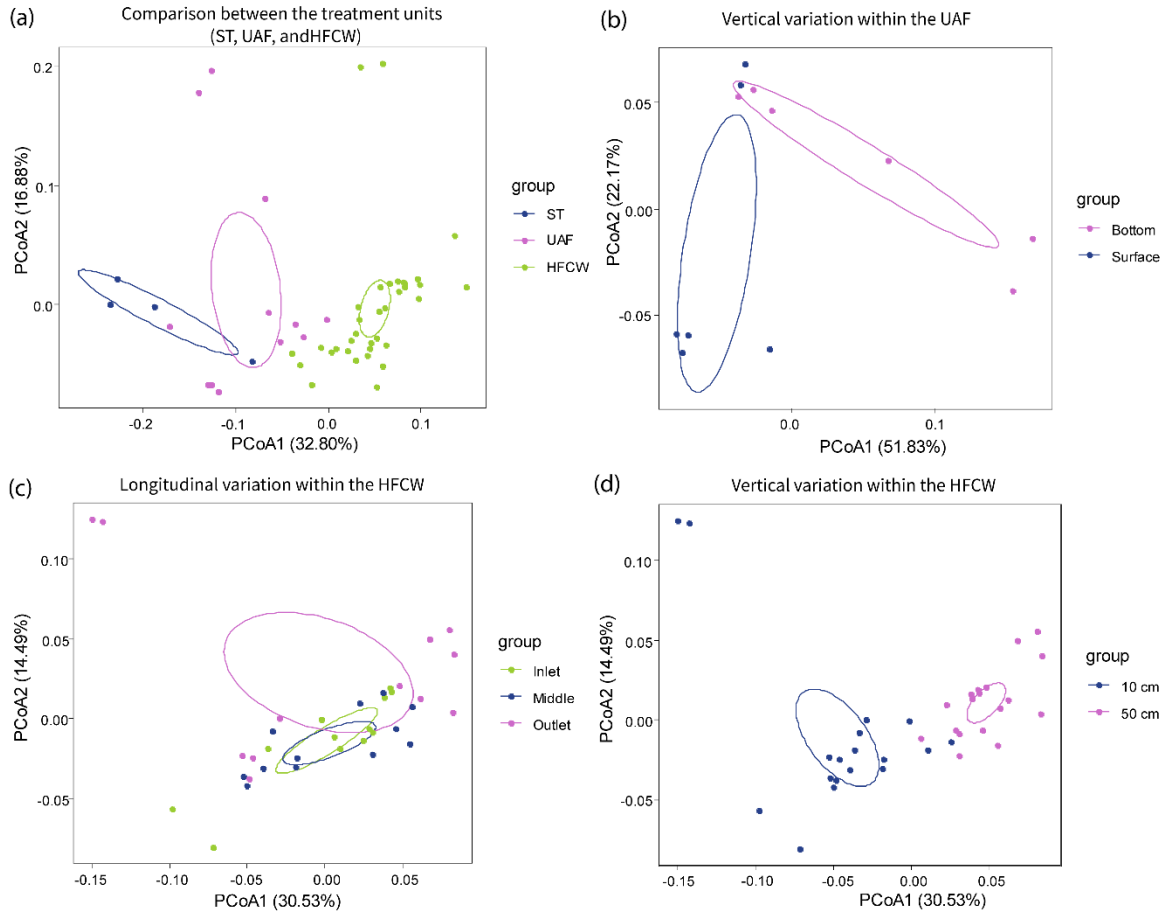 (a)
Comparison between the treatment units
(ST, UAF, andHFCW)
0.2
0.1
0.0
PCoA2 (16.88%)
-0.2
-0.1
0.0
0.1
PCoA1 (32.80%)
group
ST
UAF
HFCW
(b)
Vertical variation within the UAF
0.05
0.00
-0.05
PCoA2 (22.17%)
0.0
0.1
PCoA1 (51.83%)
group
Bottom
Surface
(c)
Longitudinal variation within the HFCW
0.10
0.05
0.00
-0.05
PCoA2 (14.49%)
-0.15
-0.10
-0.05
0.00
0.05
PCoA1 (30.53%)
group
Inlet
Middle
Outlet
(d)
Vertical variation within the HFCW
0.10
0.05
0.00
-0.05
PCoA2 (14.49%)
-0.15
-0.10
-0.05
0.00
0.05
PCoA1 (30.53%)
group
10 cm
50 cm